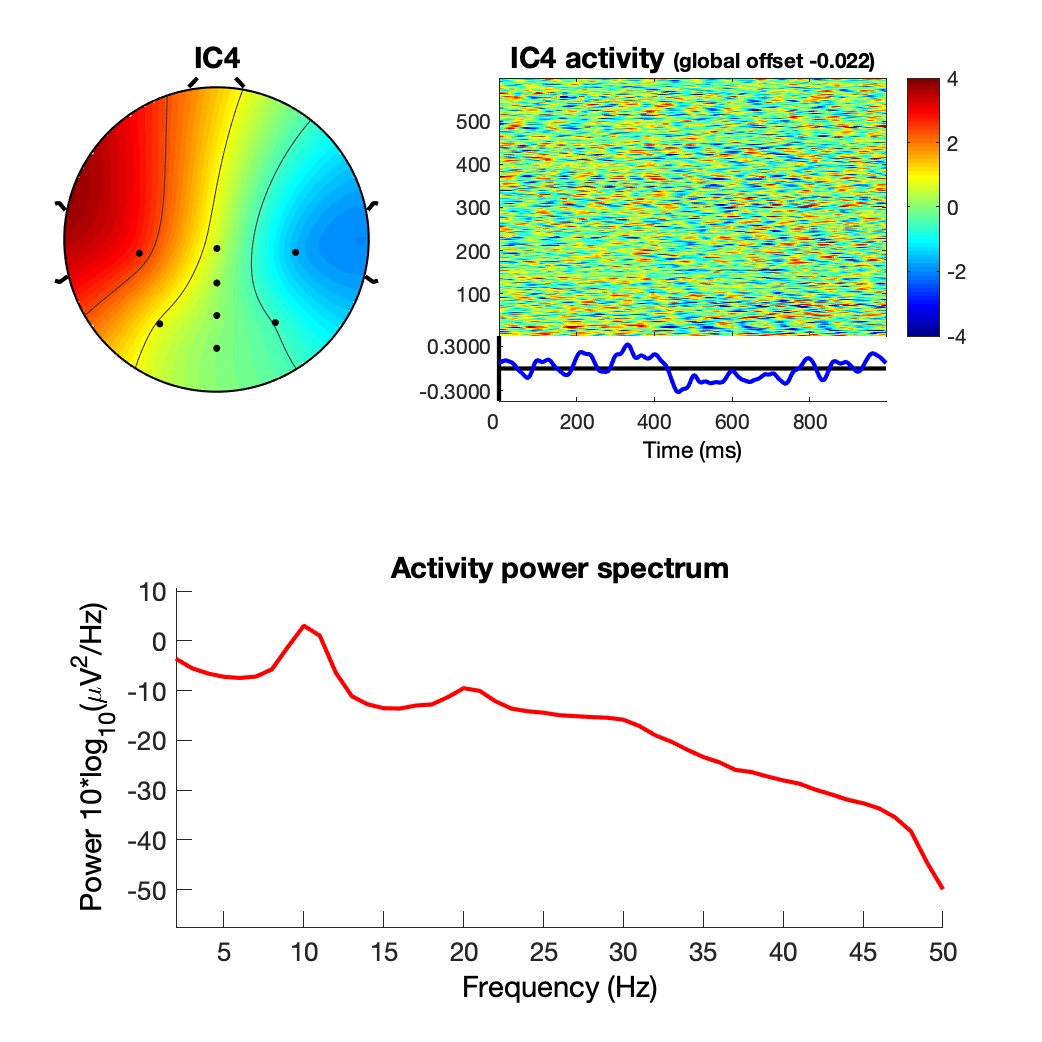 IC4
IC4 activity (global offset -0.022)
500
400
300
200
100
4
2
0
-2
-4
0.3000
-0.3000
0 200 400 600 800
Time (ms)
Activity power spectrum
Power 10*log10(μV2/Hz)
10
0
-10
-20
-30
-40
-50
5 10 15 20 25 30 35 40 45 50
Frequency (Hz)